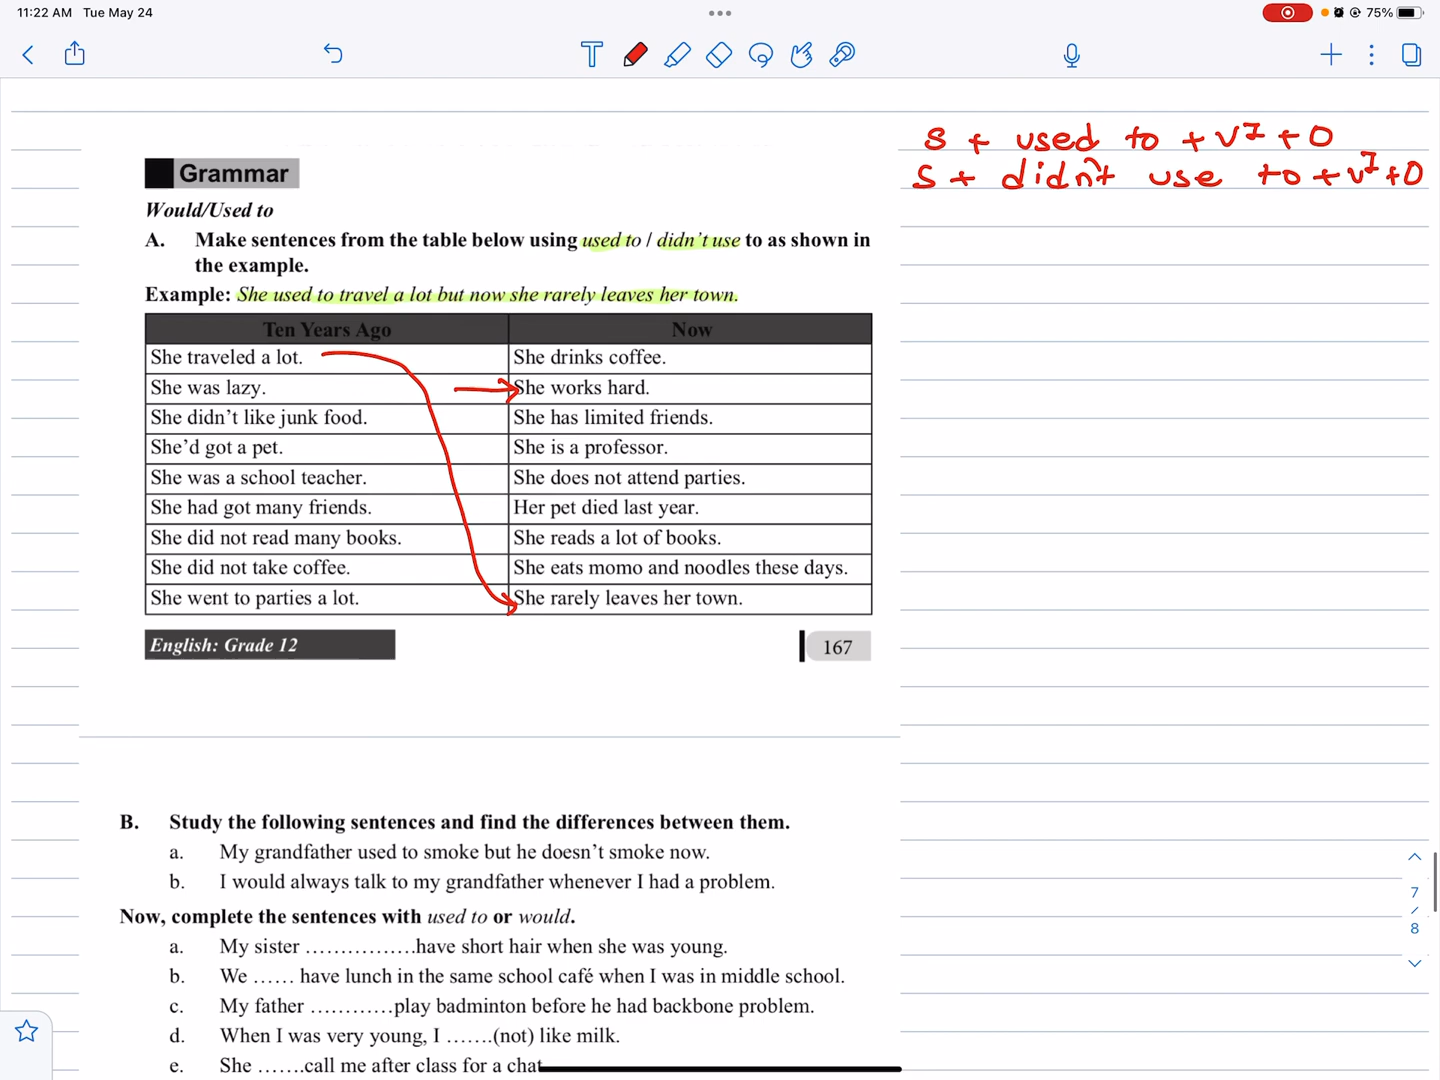 11:22 AM Tue May 24
75%
S + used to + V^I + O
S + didn't use to + V^I + O
Grammar
Would/Used to
A. Make sentences from the table below using used to / didn't use to as shown in
the example.
Example: She used to travel a lot but now she rarely leaves her town.
Ten Years Ago Now
She traveled a lot. She drinks coffee.
She was lazy. She works hard.
She didn't like junk food. She has limited friends.
She'd got a pet. She is a professor.
She was a school teacher. She does not attend parties.
She had got many friends. Her pet died last year.
She did not read many books. She reads a lot of books.
She did not take coffee. She eats momo and noodles these days.
She went to parties a lot. She rarely leaves her town.
English: Grade 12 167
B. Study the following sentences and find the differences between them.
a. My grandfather used to smoke but he doesn't smoke now.
b. I would always talk to my grandfather whenever I had a problem.
Now, complete the sentences with used to or would.
a. My sister ................have short hair when she was young.
b. We ...... have lunch in the same school café when I was in middle school.
c. My father ............play badminton before he had backbone problem.
d. When I was very young, I .......(not) like milk.
e. She .......call me after class for a chat
7
/
8